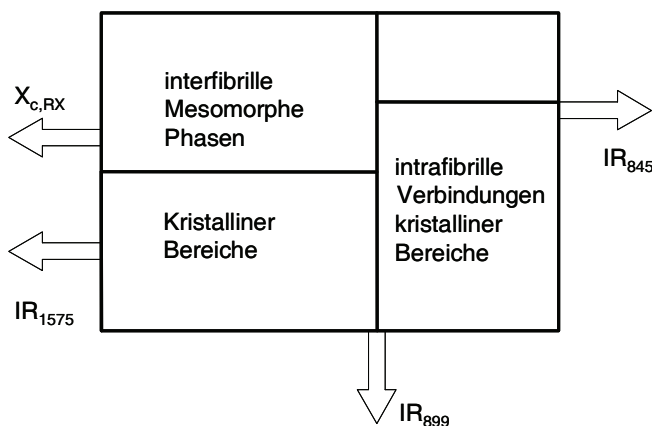 interfibrille
Mesomorphe
Phasen
X_c,RX
IR_845
intrafibrille
Verbindungen
kristalliner
Bereiche
Kristalliner
Bereiche
IR_1575
IR_899